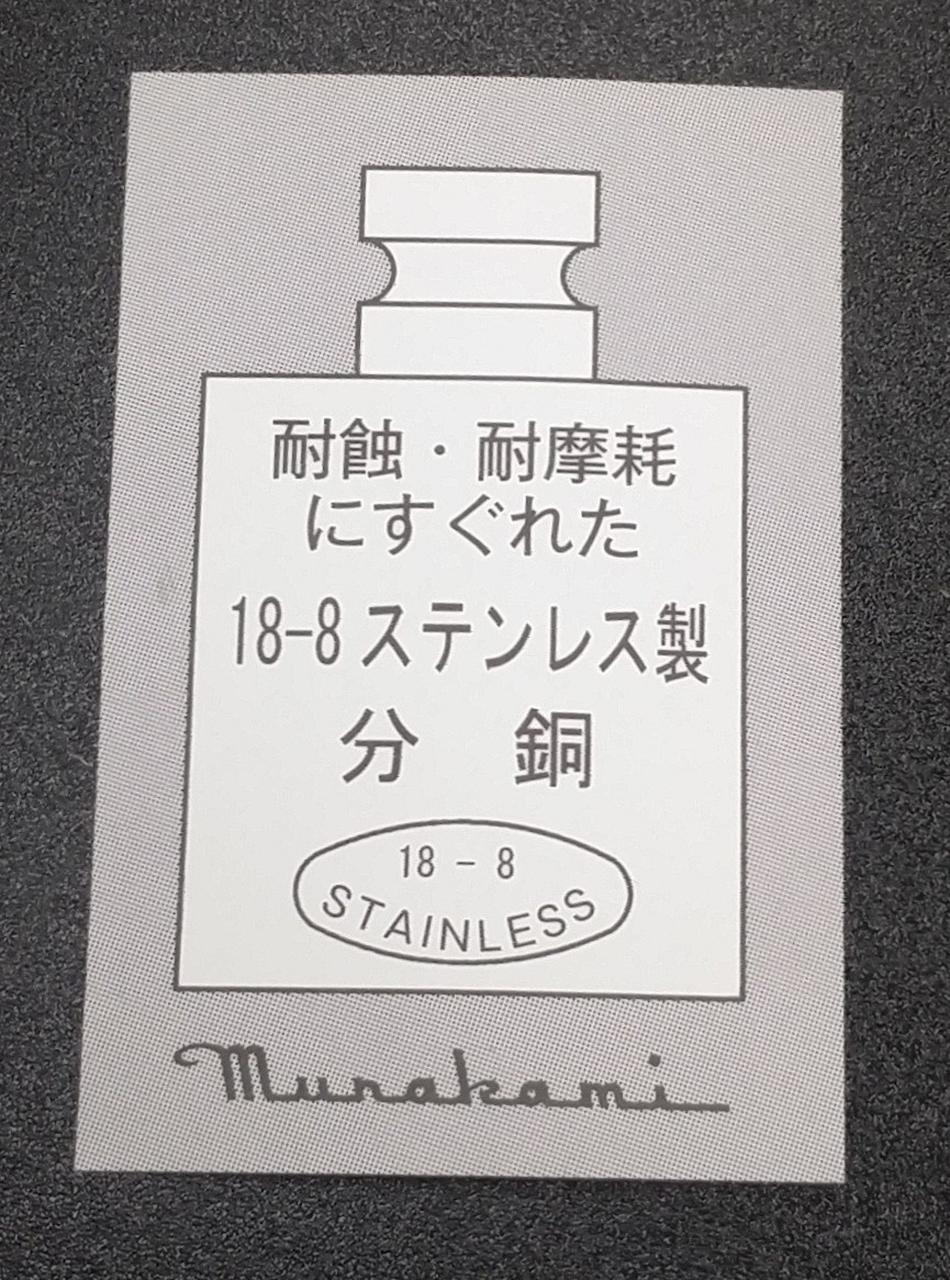 耐蝕・耐摩耗
にすぐれた
18-8ステンレス製
分 銅
18 - 8
STAINLESS
Murakami